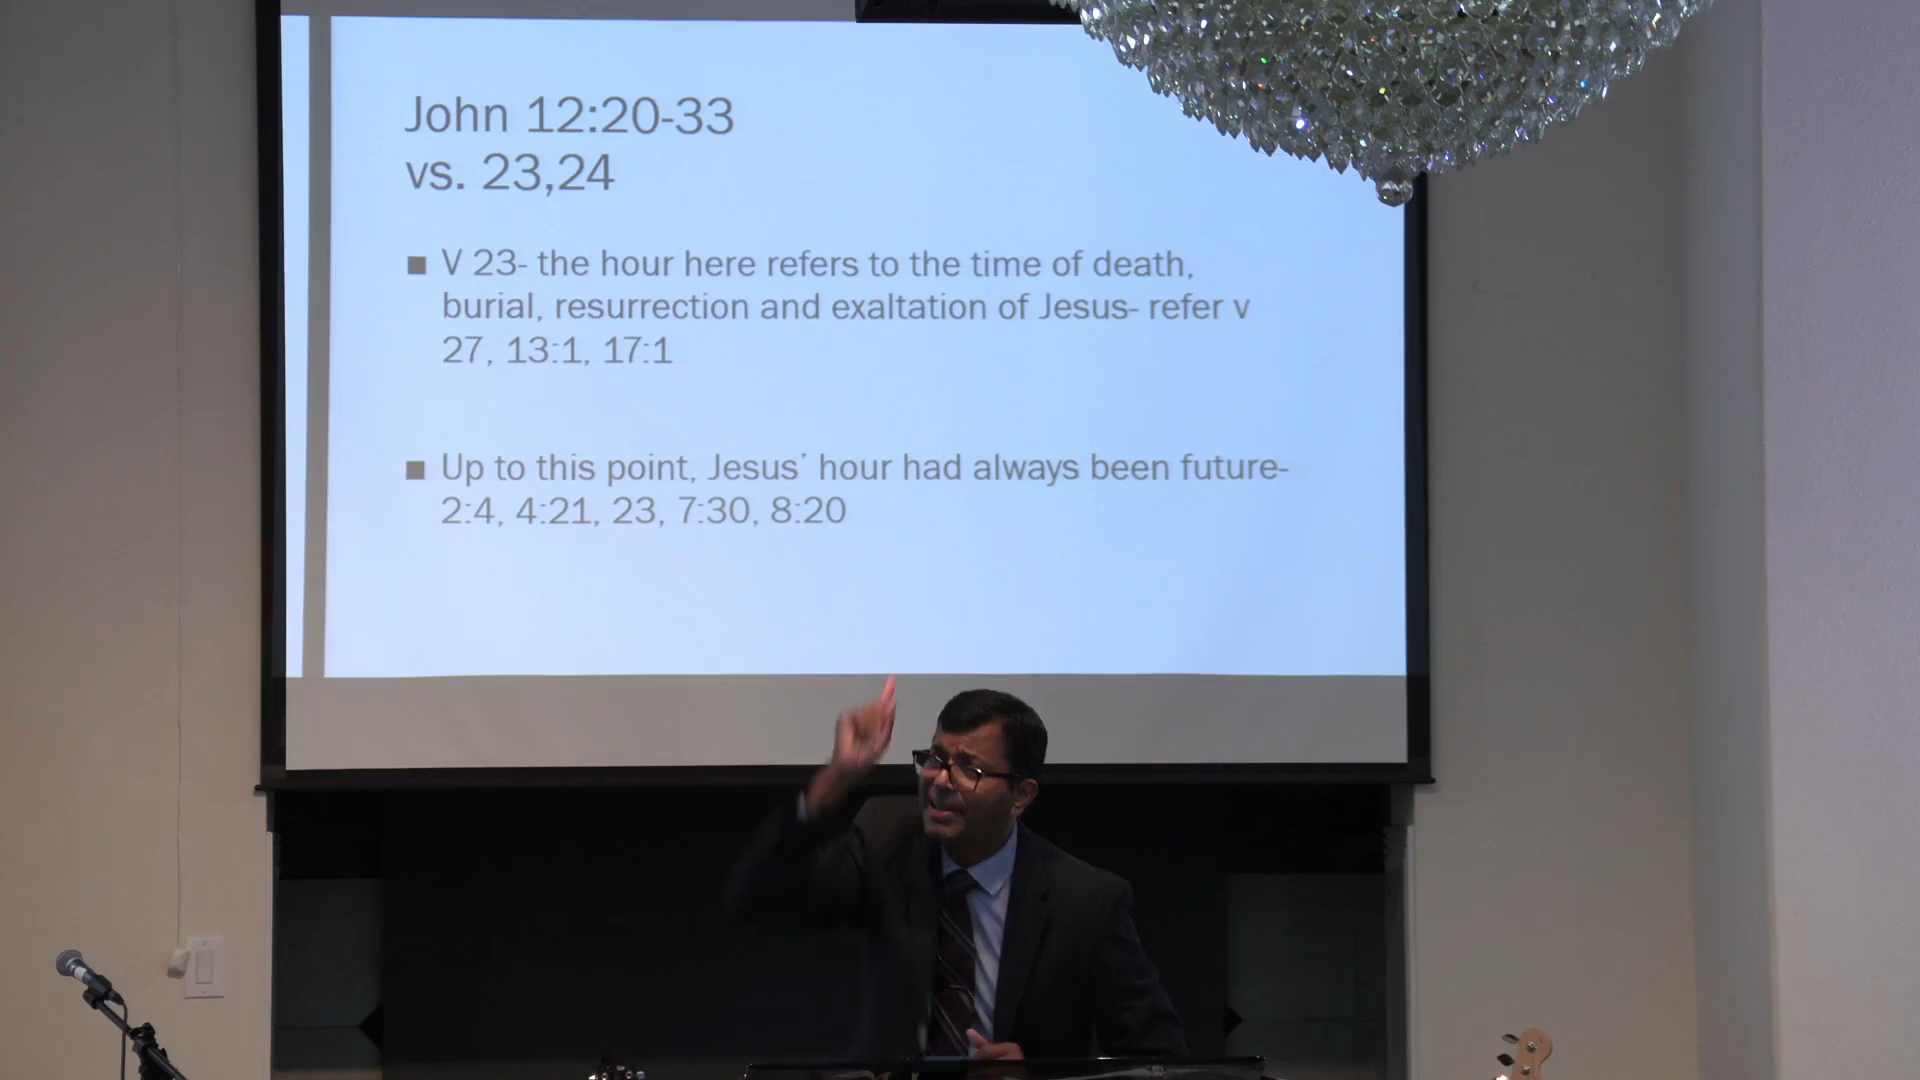 John 12:20-33
vs. 23,24
■ V 23- the hour here refers to the time of death,
burial, resurrection and exaltation of Jesus- refer v
27, 13:1, 17:1
■ Up to this point, Jesus’ hour had always been future-
2:4, 4:21, 23, 7:30, 8:20